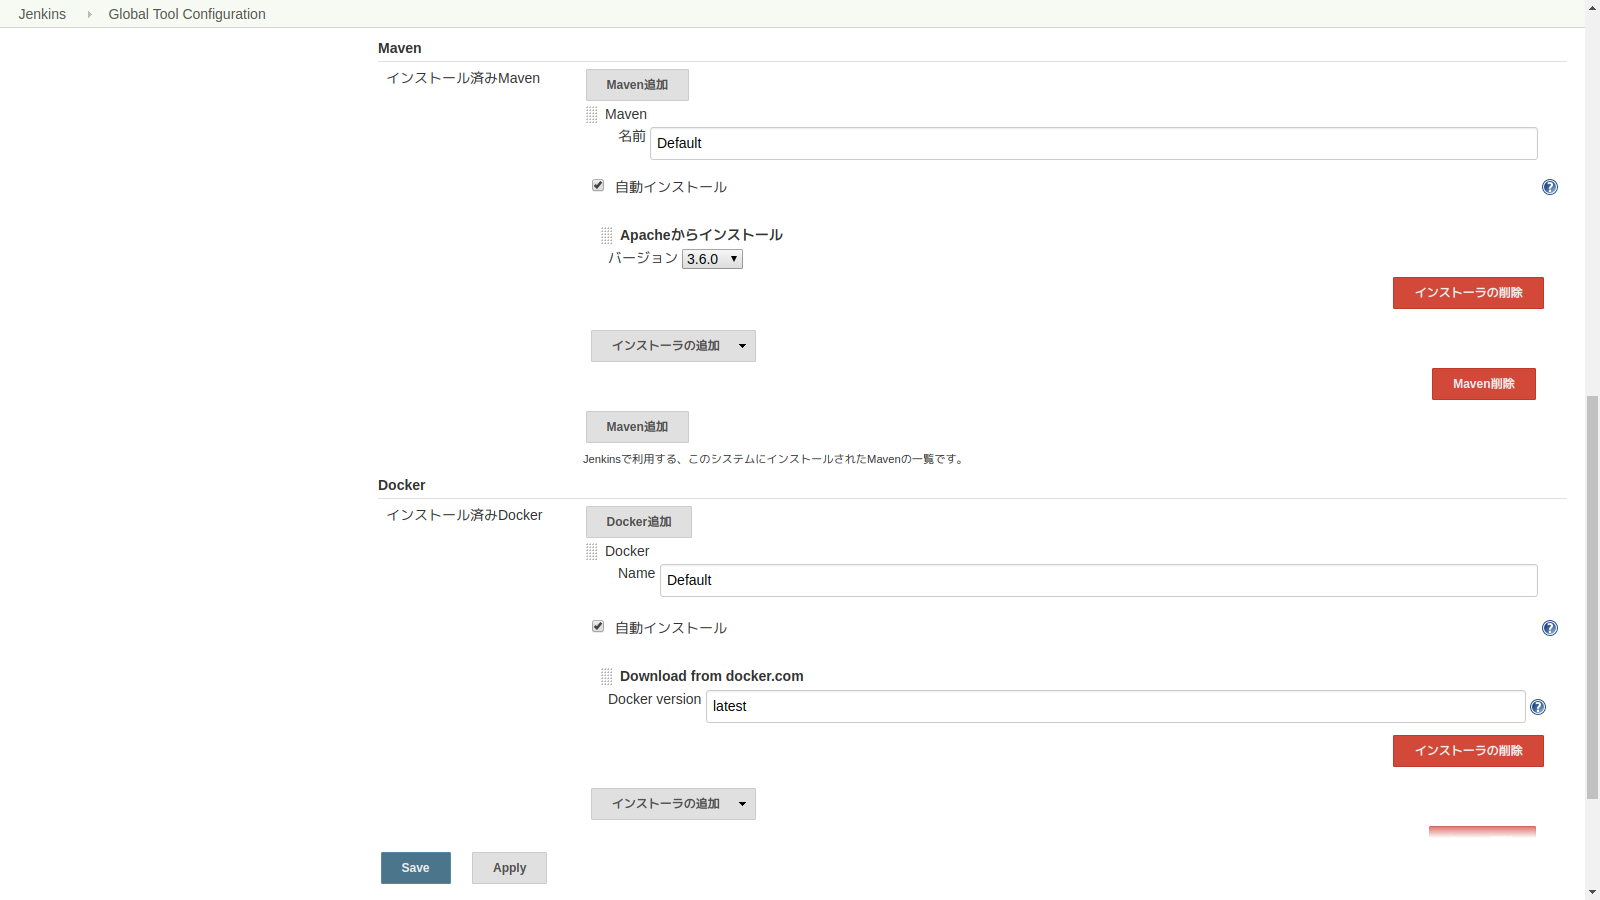 Jenkins Global Tool Configuration
Maven
インストール済みMaven
Maven追加
Maven
名前 Default
自動インストール
Apacheからインストール
バージョン 3.6.0
インストーラの削除
インストーラの追加
Maven削除
Maven追加
Jenkinsで利用する、このシステムにインストールされたMavenの一覧です。
Docker
インストール済みDocker
Docker追加
Docker
Name Default
自動インストール
Download from docker.com
Docker version latest
インストーラの削除
インストーラの追加
Save Apply